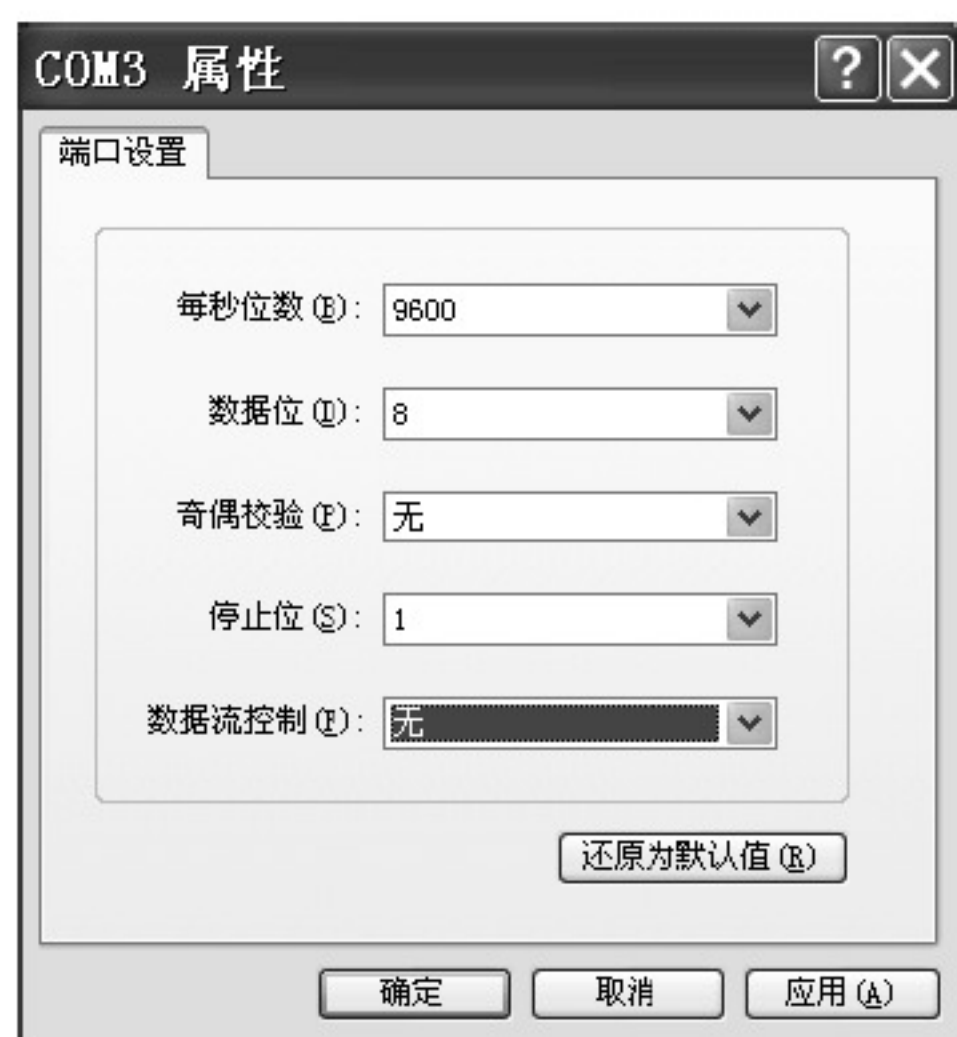 COM3 属性
端口设置
每秒位数(B): 9600
数据位(D): 8
奇偶校验(P): 无
停止位(S): 1
数据流控制(F): 无
还原为默认值(R)
确定 取消 应用(A)